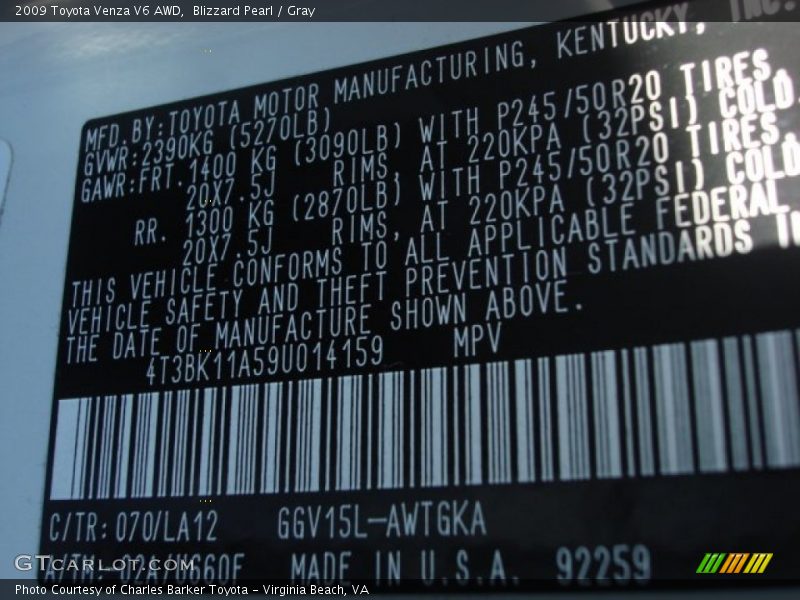 2009 Toyota Venza V6 AWD,  Blizzard Pearl / Gray
MFD.BY:TOYOTA MOTOR MANUFACTURING, KENTUCKY, INC.
GVWR:2390KG (5270LB)
GAWR:FRT.1400 KG (3090LB) WITH P245/50R20 TIRES,
20X7.5J RIMS, AT 220KPA (32PSI) COLD.
RR. 1300 KG (2870LB) WITH P245/50R20 TIRES,
20X7.5J RIMS, AT 220KPA (32PSI) COLD.
THIS VEHICLE CONFORMS TO ALL APPLICABLE FEDERAL
VEHICLE SAFETY AND THEFT PREVENTION STANDARDS
THE DATE OF MANUFACTURE SHOWN ABOVE.
4T3BK11A59U014159 MPV
C/TR: 070/LA12 GGV15L-AWTGKA
A/TM: 02A/U660F MADE IN U.S.A. 92259
GTcarlot.com
Photo Courtesy of Charles Barker Toyota - Virginia Beach, VA